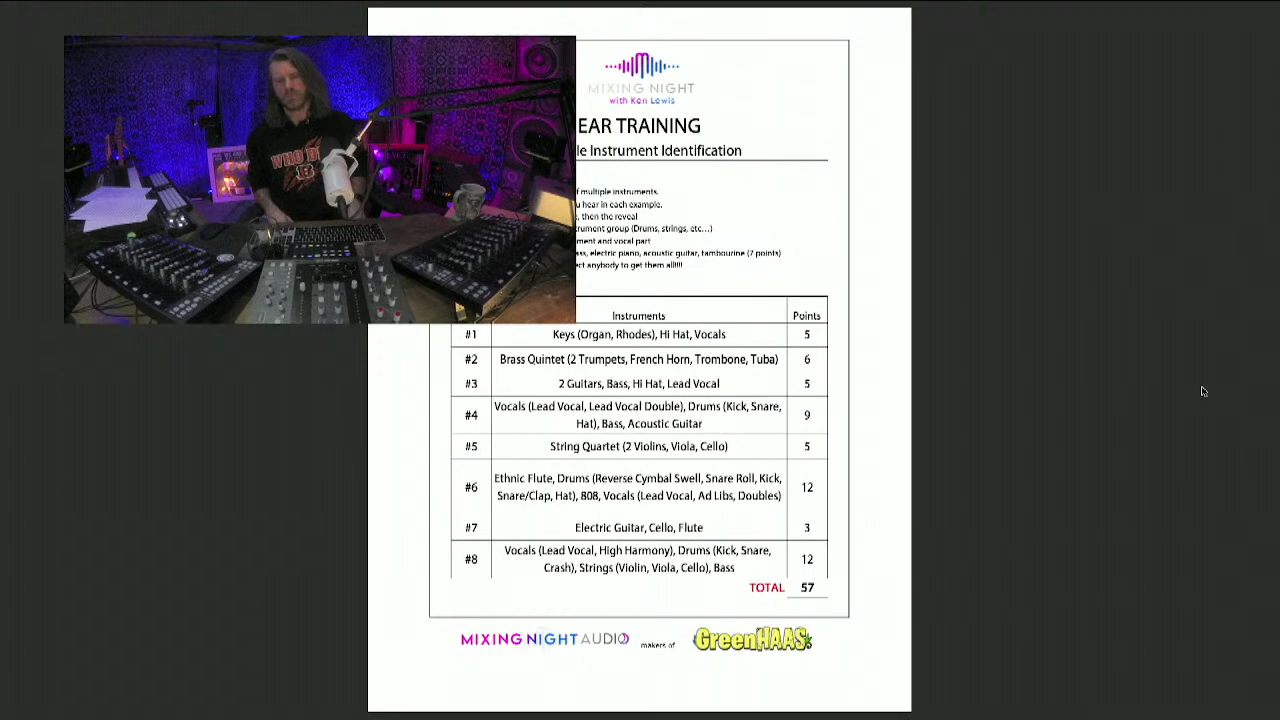 MIXING NIGHT
with Ken Lewis
EAR TRAINING
le Instrument Identification
f multiple instruments.
u hear in each example.
, then the reveal
trument group (Drums, strings, etc...)
ment and vocal part
ass, electric piano, acoustic guitar, tambourine (7 points)
ect anybody to get them all!!!!
WHO D
B
Instruments Points
#1 Keys (Organ, Rhodes), Hi Hat, Vocals 5
#2 Brass Quintet (2 Trumpets, French Horn, Trombone, Tuba) 6
#3 2 Guitars, Bass, Hi Hat, Lead Vocal 5
#4 Vocals (Lead Vocal, Lead Vocal Double), Drums (Kick, Snare,
Hat), Bass, Acoustic Guitar 9
#5 String Quartet (2 Violins, Viola, Cello) 5
#6 Ethnic Flute, Drums (Reverse Cymbal Swell, Snare Roll, Kick,
Snare/Clap, Hat), 808, Vocals (Lead Vocal, Ad Libs, Doubles) 12
#7 Electric Guitar, Cello, Flute 3
#8 Vocals (Lead Vocal, High Harmony), Drums (Kick, Snare,
Crash), Strings (Violin, Viola, Cello), Bass 12
TOTAL 57
MIXING NIGHT AUDIO makers of GreenHAAS